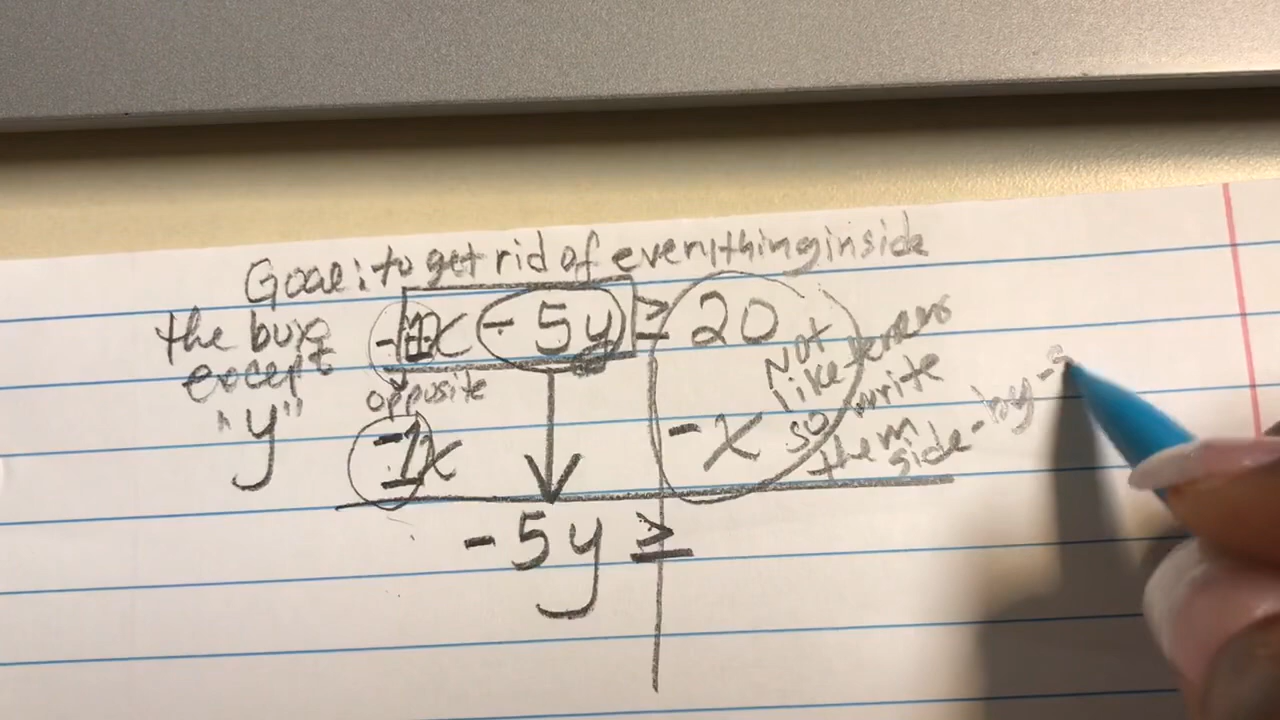 Goal: to get rid of everything inside
the box
except
"y"
-1x - 5y ≥ 20
opposite
-1x
-x
Not
like terms
so write
them
side-by-s
-5y ≥